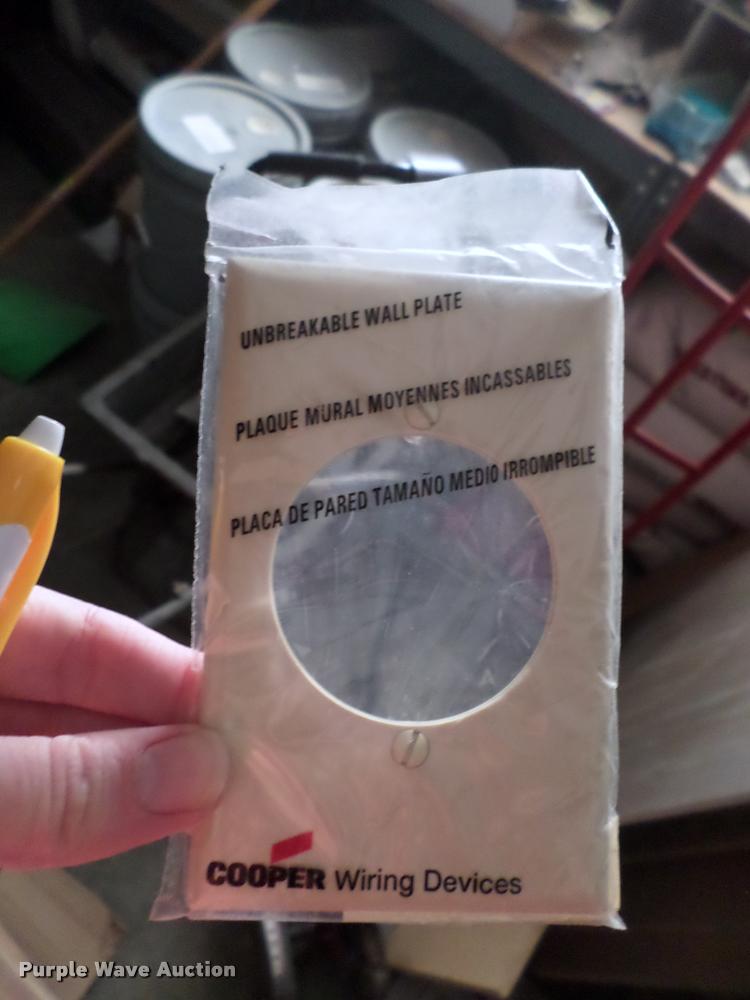 UNBREAKABLE WALL PLATE
PLAQUE MURAL MOYENNES INCASSABLES
PLACA DE PARED TAMAÑO MEDIO IRROMPIBLE
COOPER Wiring Devices
Purple Wave Auction